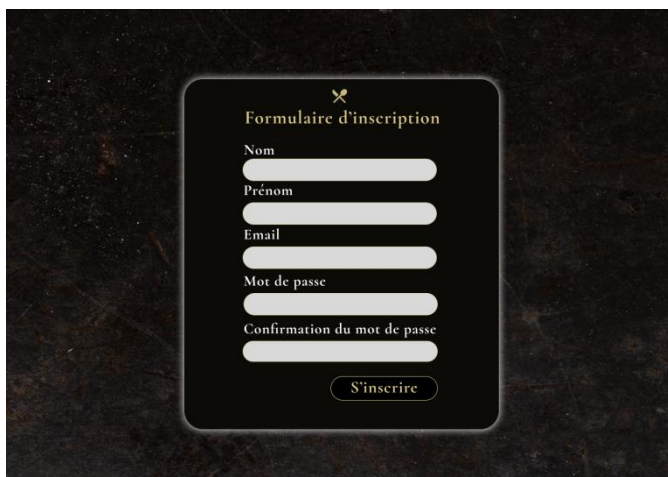 Formulaire d’inscription
Nom
Prénom
Email
Mot de passe
Confirmation du mot de passe
S’inscrire